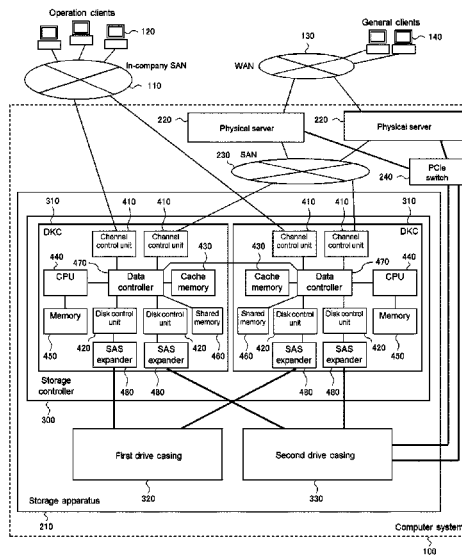 Operation clients
120
General clients
130
140
In-company SAN
WAN
110
220
Physical server
220
Physical server
230
SAN
240
PCIe
switch
310
410
410
410
410
310
DKC
Channel
control unit
Channel
control unit
430
430
Channel
control unit
Channel
control unit
DKC
440
470
470
440
CPU
Data
controller
Cache
memory
Cache
memory
Data
controller
CPU
Memory
Disk control
unit
Disk control
unit
Shared
memory
Shared
memory
Disk control
unit
Disk control
unit
Memory
450
420
SAS
expander
SAS
expander
420
460
460
420
SAS
expander
SAS
expander
420
450
480
480
480
480
Storage
controller
300
First drive casing
Second drive casing
320
330
Storage apparatus
210
Computer system
100